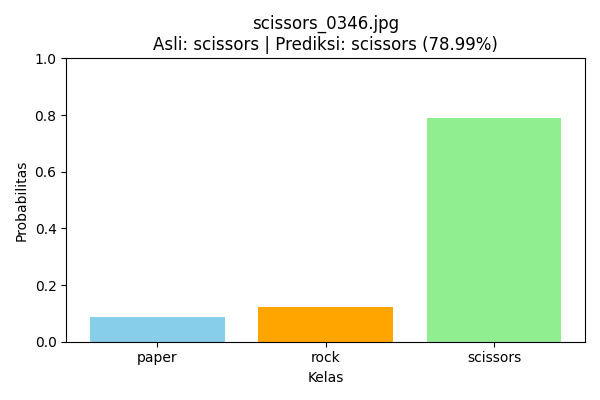 scissors_0346.jpg
Asli: scissors | Prediksi: scissors (78.99%)
1.0
0.8
0.6
0.4
0.2
0.0
Probabilitas
paper rock scissors
Kelas